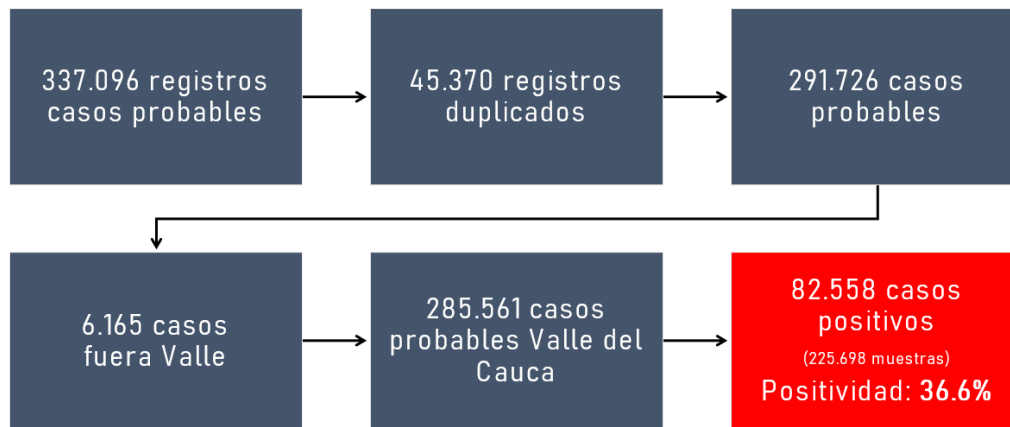 337.096 registros
casos probables
45.370 registros
duplicados
291.726 casos
probables
6.165 casos
fuera Valle
285.561 casos
probables Valle del
Cauca
82.558 casos
positivos
(225.698 muestras)
Positividad: 36.6%